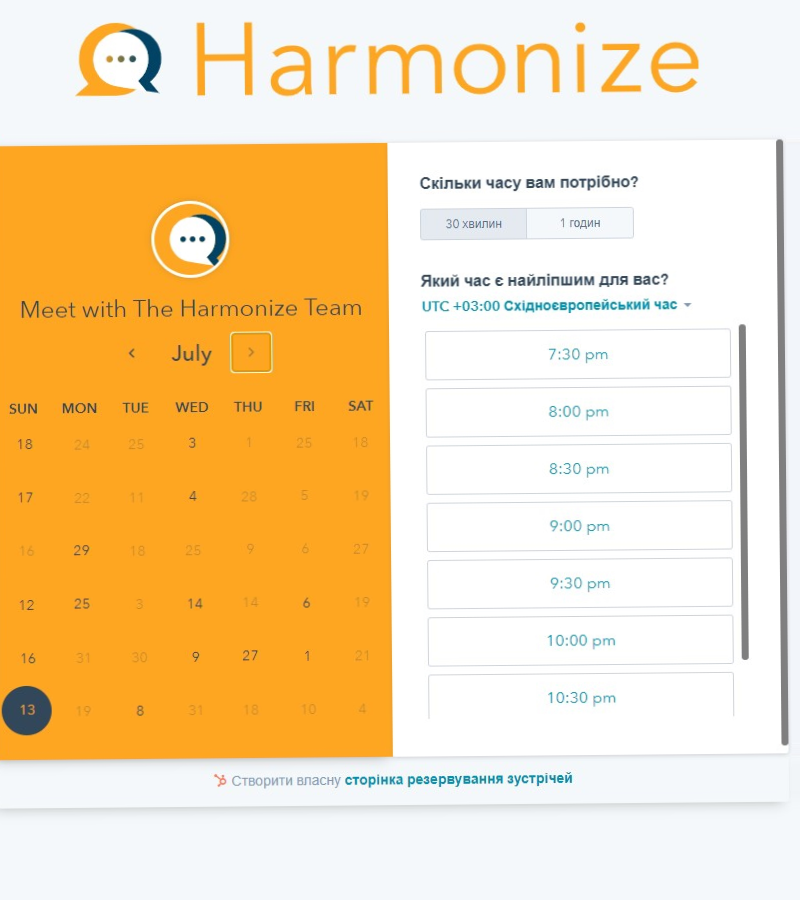 Harmonize
Meet with The Harmonize Team
July
SUN MON TUE WED THU FRI SAT
18 24 25 3 1 25 18
17 22 11 4 28 5 19
16 29 18 25 9 6 27
12 25 3 14 14 6 19
16 31 30 9 27 1 21
13 19 8 31 18 10 4
Скільки часу вам потрібно?
30 хвилин 1 годин
Який час є найліпшим для вас?
UTC +03:00 Східноєвропейський час
7:30 pm
8:00 pm
8:30 pm
9:00 pm
9:30 pm
10:00 pm
10:30 pm
Створити власну сторінка резервування зустрічей